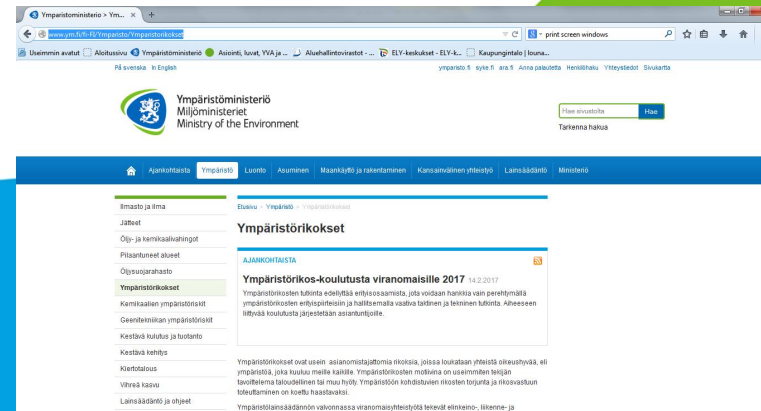 Ymparistoministerio > Ym...
www.ym.fi/fi-FI/Ymparisto/Ymparistorikokset
print screen windows
Useimmin avatut Aloitussivu Ympäristöministeriö Asiointi, luvat, YVA ja ... Aluehallintovirastot - ... ELY-keskukset - ELY-k... Kaupungintalo | louna...
På svenska In English
ymparisto.fi syke.fi ara.fi Anna palautetta Henkilöhaku Yhteystiedot Sivukartta
Ympäristöministeriö
Miljöministeriet
Ministry of the Environment
Hae sivustolta Hae
Tarkenna hakua
Ajankohtaista Ympäristö Luonto Asuminen Maankäyttö ja rakentaminen Kansainvälinen yhteistyö Lainsäädäntö Ministeriö
Ilmasto ja ilma
Jätteet
Öljy- ja kemikaalivahingot
Pilaantuneet alueet
Öljysuojarahasto
Ympäristörikokset
Kemikaalien ympäristöriskit
Geenitekniikan ympäristöriskit
Kestävä kulutus ja tuotanto
Kestävä kehitys
Kiertotalous
Vihreä kasvu
Lainsäädäntö ja ohjeet
Etusivu > Ympäristö > Ympäristörikokset
Ympäristörikokset
AJANKOHTAISTA
Ympäristörikos-koulutusta viranomaisille 2017 14.2.2017
Ympäristörikosten tutkinta edellyttää erityisosaamista, jota voidaan hankkia vain perehtymällä
ympäristörikosten erityispiirteisiin ja hallitsemalla vaativa taktinen ja tekninen tutkinta. Aiheeseen
liittyvää koulutusta järjestetään asiantuntijoille.
Ympäristörikokset ovat usein asianomistajattomia rikoksia, joissa loukataan yhteistä oikeushyvää, eli
ympäristöä, joka kuuluu meille kaikille. Ympäristörikosten motiivina on useimmiten tekijän
tavoittelema taloudellinen tai muu hyöty. Ympäristöön kohdistuvien rikosten torjunta ja rikosvastuun
toteuttaminen on koettu haastavaksi.
Ympäristölainsäädännön valvonnassa viranomaisyhteistyötä tekevät elinkeino-, liikenne- ja